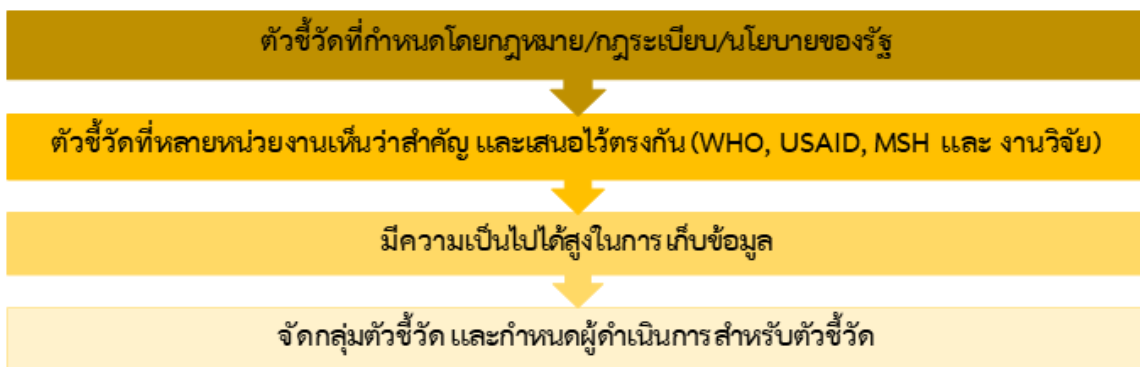 ตัวชี้วัดที่กำหนดโดยกฎหมาย/กฎระเบียบ/นโยบายของรัฐ
ตัวชี้วัดที่หลายหน่วยงานเห็นว่าสำคัญ และเสนอไว้ตรงกัน (WHO, USAID, MSH และ งานวิจัย)
มีความเป็นไปได้สูงในการเก็บข้อมูล
จัดกลุ่มตัวชี้วัด และกำหนดผู้ดำเนินการสำหรับตัวชี้วัด